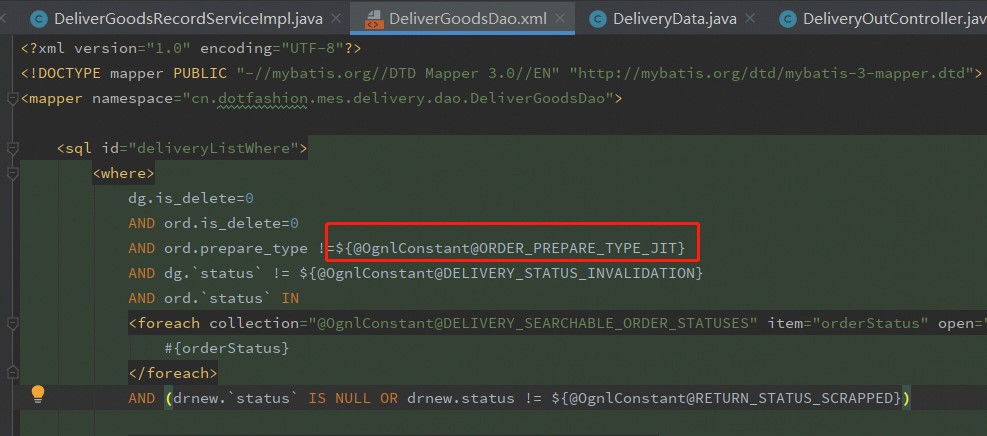 DeliverGoodsRecordServiceImpl.java × DeliverGoodsDao.xml × DeliveryData.java × DeliveryOutController.jav
<?xml version="1.0" encoding="UTF-8"?>
<!DOCTYPE mapper PUBLIC "-//mybatis.org//DTD Mapper 3.0//EN" "http://mybatis.org/dtd/mybatis-3-mapper.dtd">
<mapper namespace="cn.dotfashion.mes.delivery.dao.DeliverGoodsDao">
<sql id="deliveryListWhere">
<where>
dg.is_delete=0
AND ord.is_delete=0
AND ord.prepare_type !=${@OgnlConstant@ORDER_PREPARE_TYPE_JIT}
AND dg.`status` != ${@OgnlConstant@DELIVERY_STATUS_INVALIDATION}
AND ord.`status` IN
<foreach collection="@OgnlConstant@DELIVERY_SEARCHABLE_ORDER_STATUSES" item="orderStatus" open="
#{orderStatus}
</foreach>
AND (drnew.`status` IS NULL OR drnew.status != ${@OgnlConstant@RETURN_STATUS_SCRAPPED})